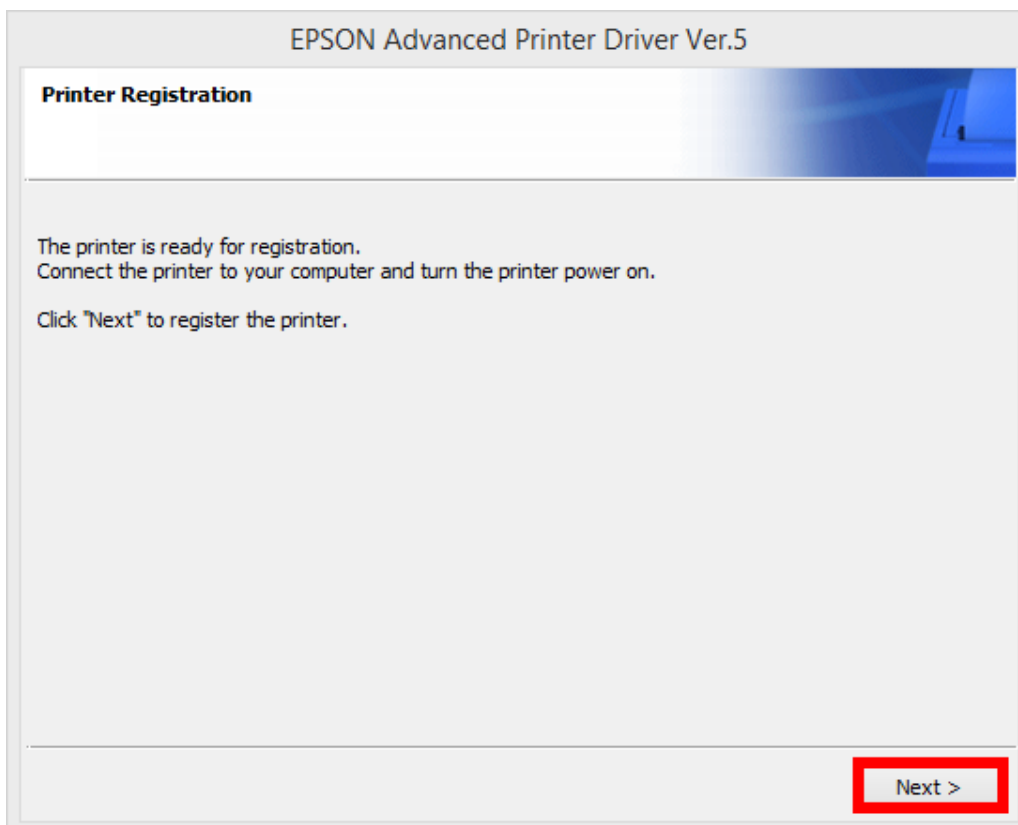 EPSON Advanced Printer Driver Ver.5
Printer Registration
The printer is ready for registration.
Connect the printer to your computer and turn the printer power on.
Click "Next" to register the printer.
Next >